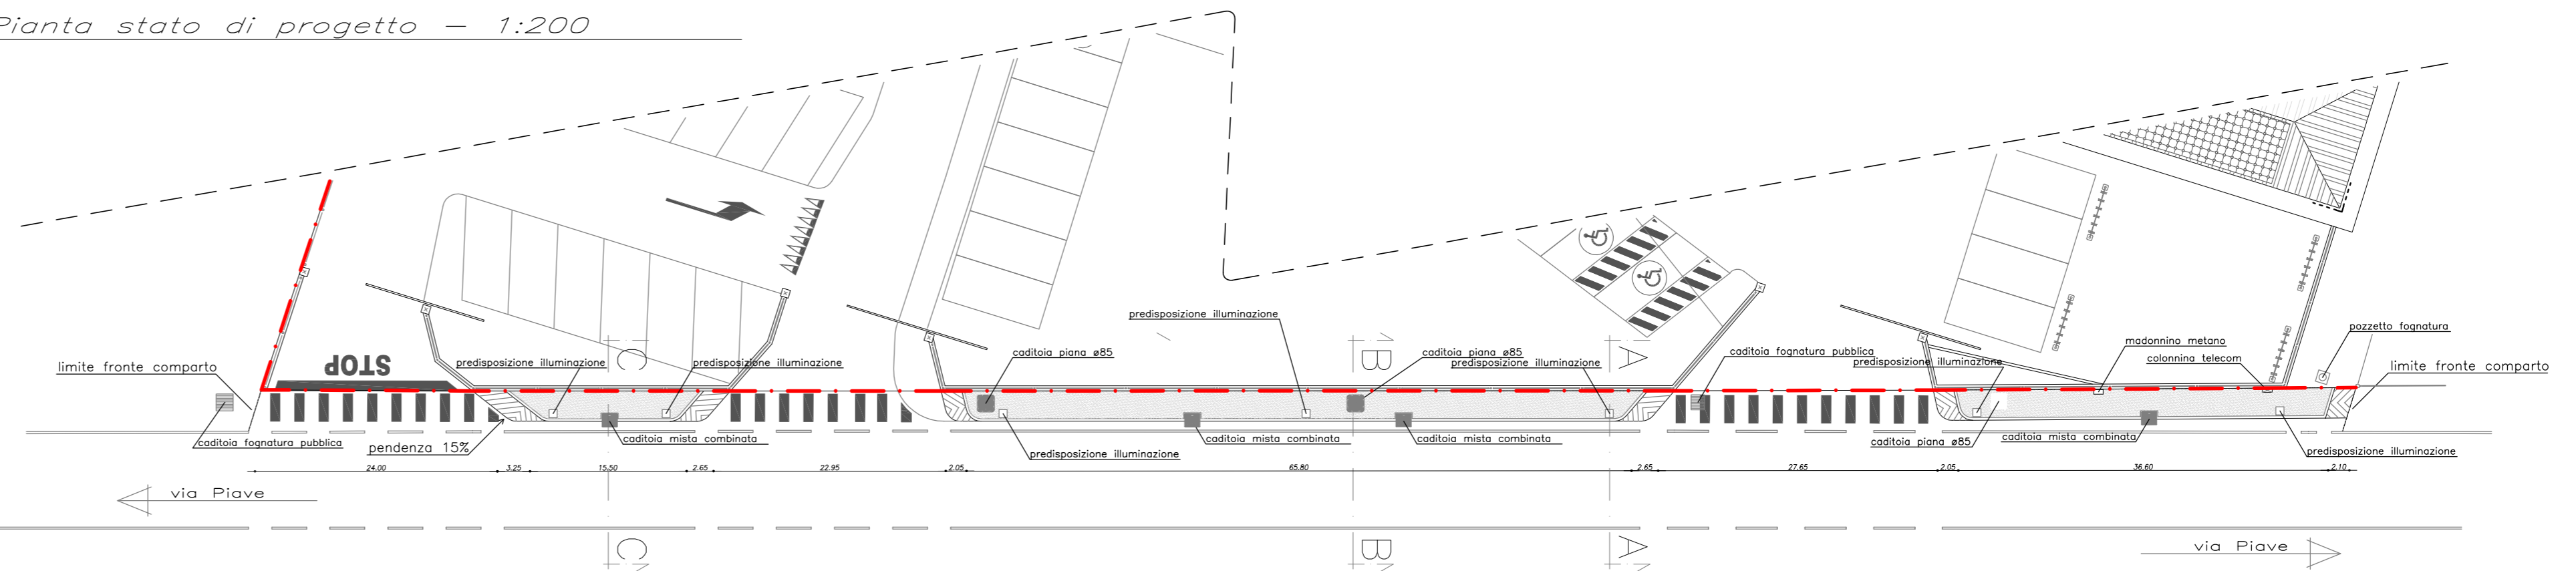 Pianta stato di progetto - 1:200
limite fronte comparto
STOP
predisposizione illuminazione
C
predisposizione illuminazione
predisposizione illuminazione
caditoia piana ø85
B
caditoia piana ø85
predisposizione illuminazione
A
caditoia fognatura pubblica
predisposizione illuminazione
madonnino metano
colonnina telecom
pozzetto fognatura
limite fronte comparto
caditoia fognatura pubblica
pendenza 15%
caditoia mista combinata
predisposizione illuminazione
caditoia mista combinata
caditoia mista combinata
caditoia piana ø85
caditoia mista combinata
predisposizione illuminazione
24.00 3.25 15.50 2.65 22.95 2.05 65.80 2.65 27.65 2.05 36.60 2.10
via Piave
C
B
A
via Piave